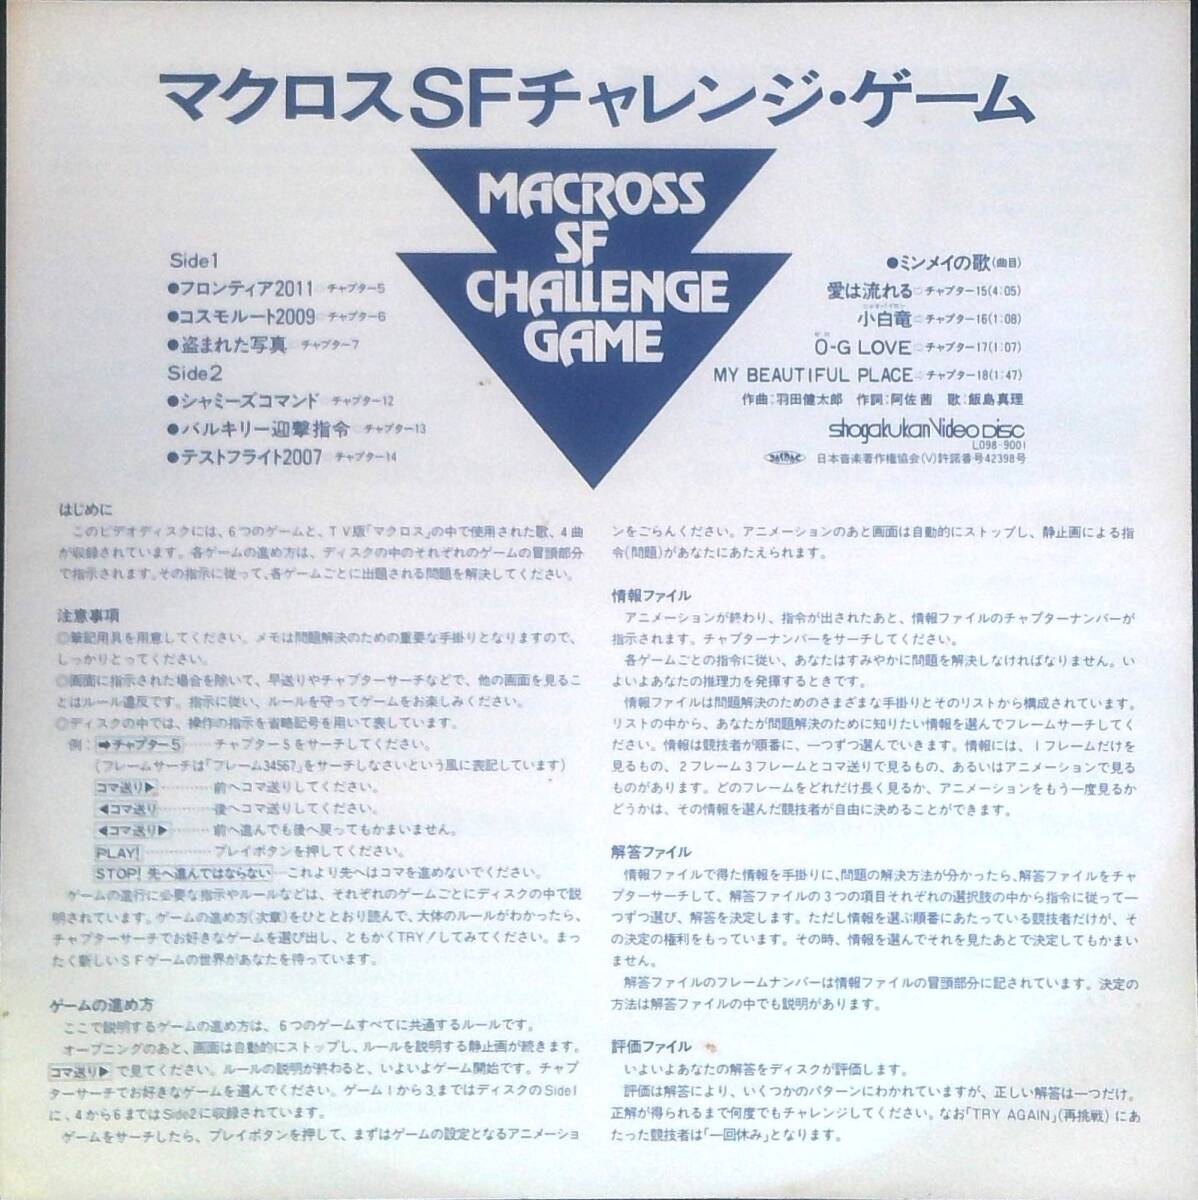 マクロスSFチャレンジ・ゲーム
MACROSS
SF
CHALLENGE
GAME
Side1
●フロンティア2011⇨チャプター5
●コスモルート2009⇨チャプター6
●盗まれた写真⇨チャプター7
Side2
●シャミーズコマンド⇨チャプター12
●バルキリー迎撃指令⇨チャプター13
●テストフライト2007⇨チャプター14
●ミンメイの歌(曲目)
愛は流れる⇨チャプター15(4:05)
小白竜⇨チャプター16(1:08)
0-G LOVE⇨チャプター17(1:07)
MY BEAUTIFUL PLACE⇨チャプター18(1:47)
作曲:羽田健太郎 作詞:阿佐茜 歌:飯島真理
shogakukan Video Disc
L098-9001
日本音楽著作権協会(V)許諾番号42398号
はじめに
このビデオディスクには、6つのゲームと、TV版「マクロス」の中で使用された歌、4曲
が収録されています。各ゲームの進め方は、ディスクの中のそれぞれのゲームの冒頭部分
で指示されます。その指示に従って、各ゲームごとに出題される問題を解決してください。
注意事項
◎筆記用具を用意してください。メモは問題解決のための重要な手掛りとなりますので、
しっかりとってください。
◎画面に指示された場合を除いて、早送りやチャプターサーチなどで、他の画面を見るこ
とはルール違反です。指示に従い、ルールを守ってゲームをお楽しみください。
◎ディスクの中では、操作の指示を省略記号を用いて表しています。
例:➡チャプター5……チャプター5をサーチしてください。
(フレームサーチは「フレーム34567」をサーチしなさいという風に表記しています)
コマ送り▶………前へコマ送りしてください。
◀コマ送り………後へコマ送りしてください。
◀コマ送り▶………前へ進んでも後へ戻ってもかまいません。
PLAY!………プレイボタンを押してください。
STOP! 先へ進んではならない…これより先へはコマを進めないでください。
ゲームの進行に必要な指示やルールなどは、それぞれのゲームごとにディスクの中で説
明されています。ゲームの進め方(次章)をひととおり読んで、大体のルールがわかったら、
チャプターサーチでお好きなゲームを選び出し、ともかくTRY!してみてください。まっ
たく新しいSFゲームの世界があなたを待っています。
ゲームの進め方
ここで説明するゲームの進め方は、6つのゲームすべてに共通するルールです。
オープニングのあと、画面は自動的にストップし、ルールを説明する静止画が続きます。
コマ送り▶で見てください。ルールの説明が終わると、いよいよゲーム開始です。チャプ
ターサーチでお好きなゲームを選んでください。ゲーム1から3まではディスクのSide1
に、4から6まではSide2に収録されています。
ゲームをサーチしたら、プレイボタンを押して、まずはゲームの設定となるアニメーショ
ンをごらんください。アニメーションのあと画面は自動的にストップし、静止画による指
令(問題)があなたにあたえられます。
情報ファイル
アニメーションが終わり、指令が出されたあと、情報ファイルのチャプターナンバーが
指示されます。チャプターナンバーをサーチしてください。
各ゲームごとの指令に従い、あなたはすみやかに問題を解決しなければなりません。い
よいよあなたの推理力を発揮するときです。
情報ファイルは問題解決のためのさまざまな手掛りとそのリストから構成されています。
リストの中から、あなたが問題解決のために知りたい情報を選んでフレームサーチしてく
ださい。情報は競技者が順番に、一つずつ選んでいきます。情報には、1フレームだけを
見るもの、2フレーム3フレームとコマ送りで見るもの、あるいはアニメーションで見る
ものがあります。どのフレームをどれだけ長く見るか、アニメーションをもう一度見るか
どうかは、その情報を選んだ競技者が自由に決めることができます。
解答ファイル
情報ファイルで得た情報を手掛りに、問題の解決方法が分かったら、解答ファイルをチャ
プターサーチして、解答ファイルの3つの項目それぞれの選択肢の中から指令に従って一
つずつ選び、解答を決定します。ただし情報を選ぶ順番にあたっている競技者だけが、そ
の決定の権利をもっています。その時、情報を選んでそれを見たあとで決定してもかまい
ません。
解答ファイルのフレームナンバーは情報ファイルの冒頭部分に記されています。決定の
方法は解答ファイルの中でも説明があります。
評価ファイル
いよいよあなたの解答をディスクが評価します。
評価は解答により、いくつかのパターンにわかれていますが、正しい解答は一つだけ。
正解が得られるまで何度でもチャレンジしてください。なお「TRY AGAIN」(再挑戦)にあ
たった競技者は「一回休み」となります。